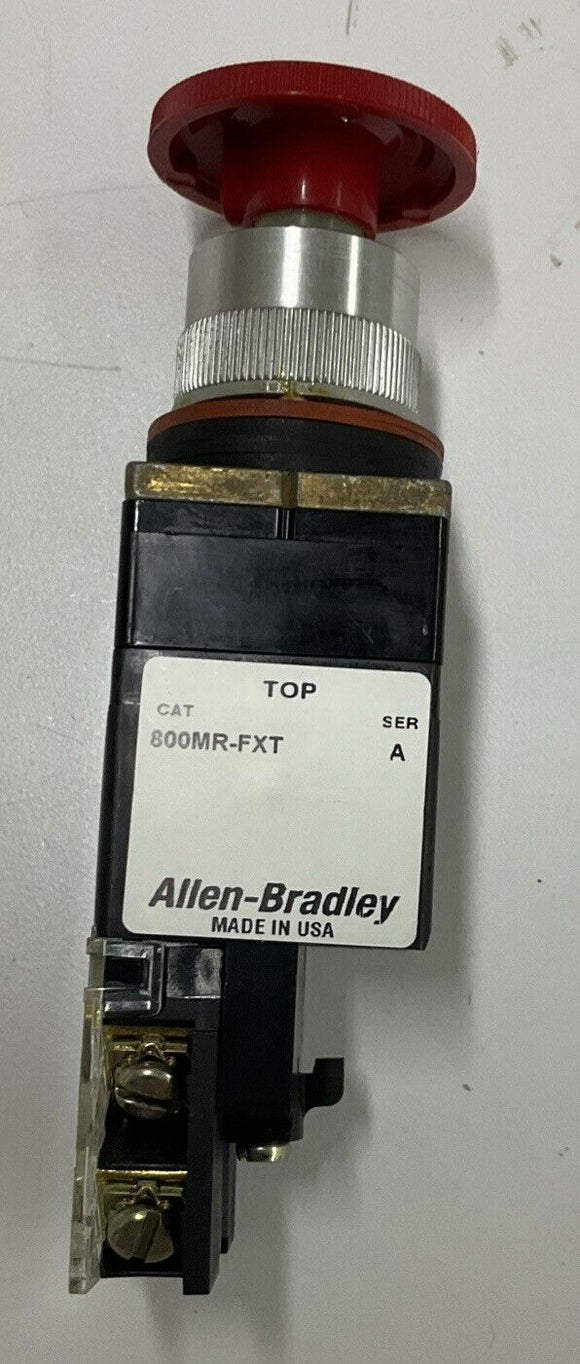 TOP
CAT SER
800MR-FXT A
Allen-Bradley
MADE IN USA